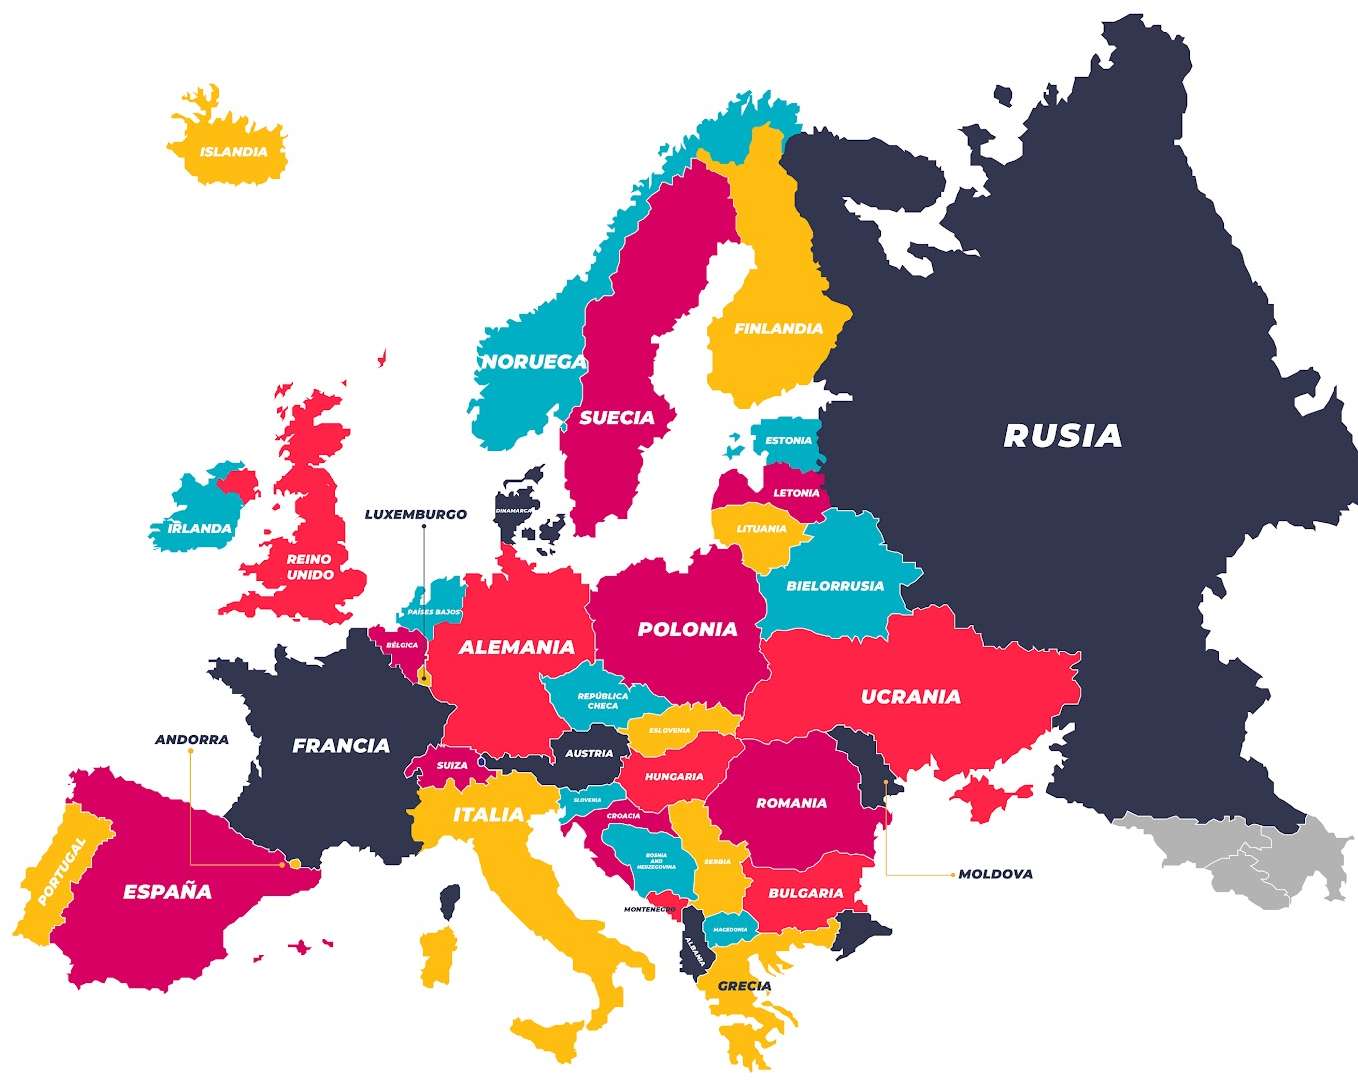 ISLANDIA
NORUEGA
SUECIA
FINLANDIA
RUSIA
ESTONIA
LETONIA
LITUANIA
BIELORRUSIA
IRLANDA
REINO
UNIDO
DINAMARCA
LUXEMBURGO
PAÍSES BAJOS
BÉLGICA
ALEMANIA
POLONIA
UCRANIA
REPÚBLICA
CHECA
ESLOVENIA
ANDORRA
FRANCIA
SUIZA
AUSTRIA
HUNGARIA
ITALIA
SLOVENIA
CROACIA
ROMANIA
BOSNIA
AND
HERZEGOVINA
SERBIA
MOLDOVA
PORTUGAL
ESPAÑA
BULGARIA
MONTENEGRO
MACEDONIA
ALBANIA
GRECIA